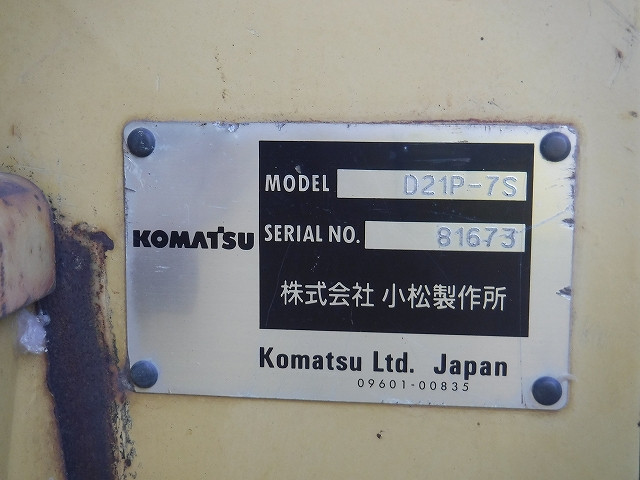 KOMATSU
MODEL D21P-7S
SERIAL NO. 81673
株式会社 小松製作所
Komatsu Ltd. Japan
09601-00835